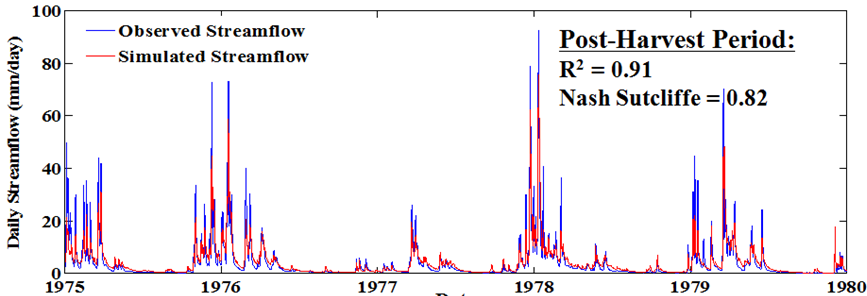 100
80
60
40
20
0
Daily Streamflow (mm/day)
Observed Streamflow
Simulated Streamflow
Post-Harvest Period:
R² = 0.91
Nash Sutcliffe = 0.82
1975
1976
1977
1978
1979